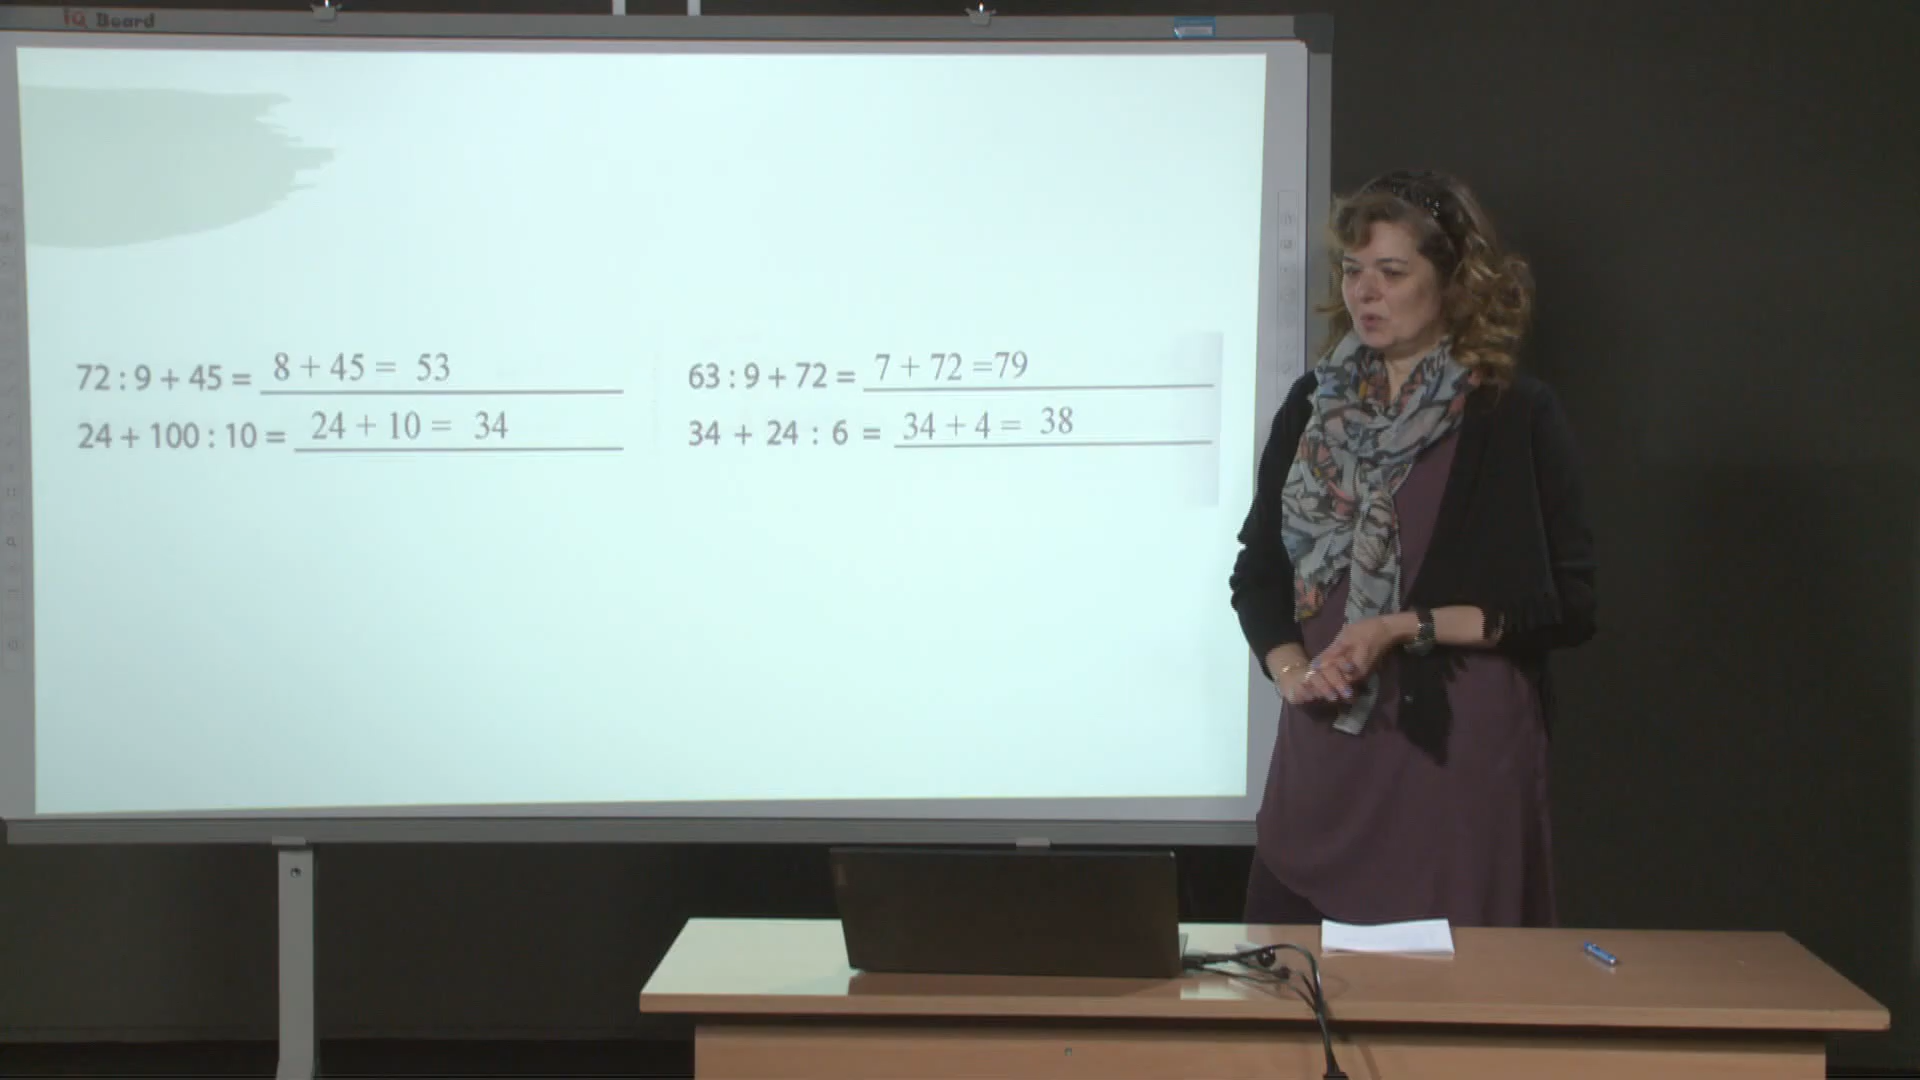 iQ Board
72 : 9 + 45 = 8 + 45 = 53
24 + 100 : 10 = 24 + 10 = 34
63 : 9 + 72 = 7 + 72 =79
34 + 24 : 6 = 34 + 4 = 38